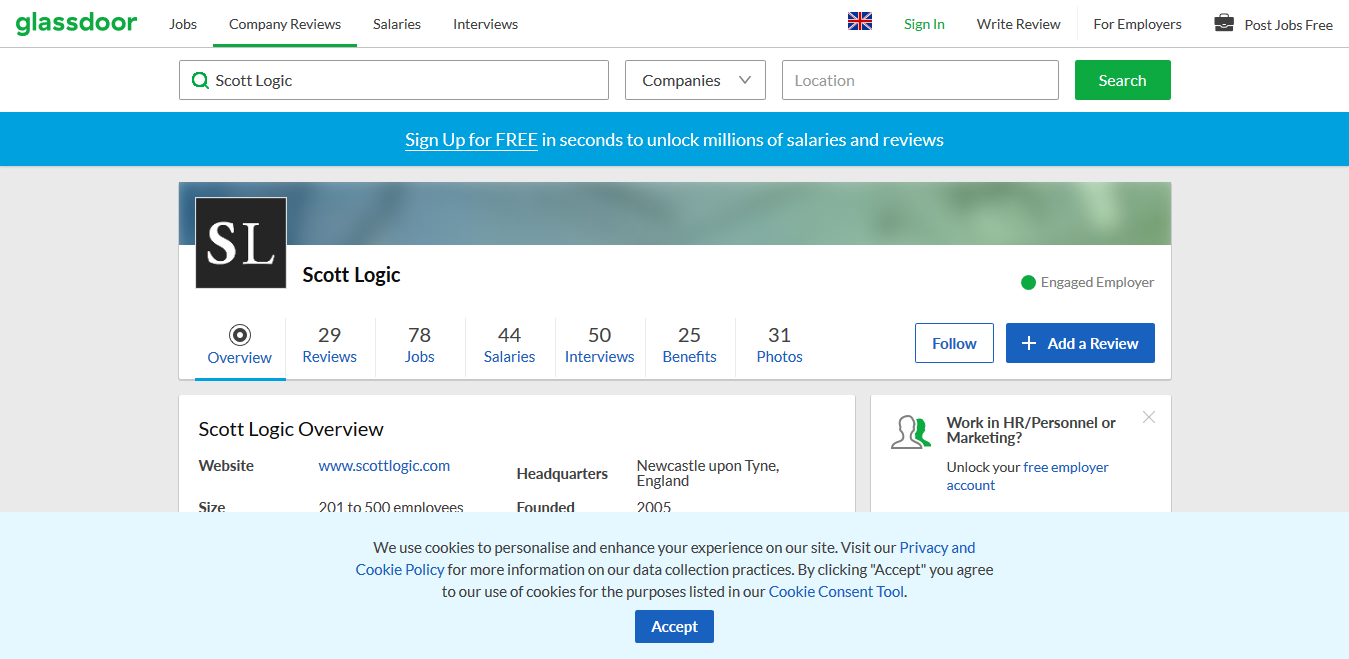 glassdoor Jobs Company Reviews Salaries Interviews Sign In Write Review For Employers Post Jobs Free
Scott Logic Companies Location Search
Sign Up for FREE in seconds to unlock millions of salaries and reviews
SL
Scott Logic
Engaged Employer
Overview
29 Reviews
78 Jobs
44 Salaries
50 Interviews
25 Benefits
31 Photos
Follow
+ Add a Review
Scott Logic Overview
Website www.scottlogic.com
Headquarters Newcastle upon Tyne,
England
Size 201 to 500 employees
Founded 2005
Work in HR/Personnel or
Marketing?
Unlock your free employer
account
We use cookies to personalise and enhance your experience on our site. Visit our Privacy and
Cookie Policy for more information on our data collection practices. By clicking "Accept" you agree
to our use of cookies for the purposes listed in our Cookie Consent Tool.
Accept